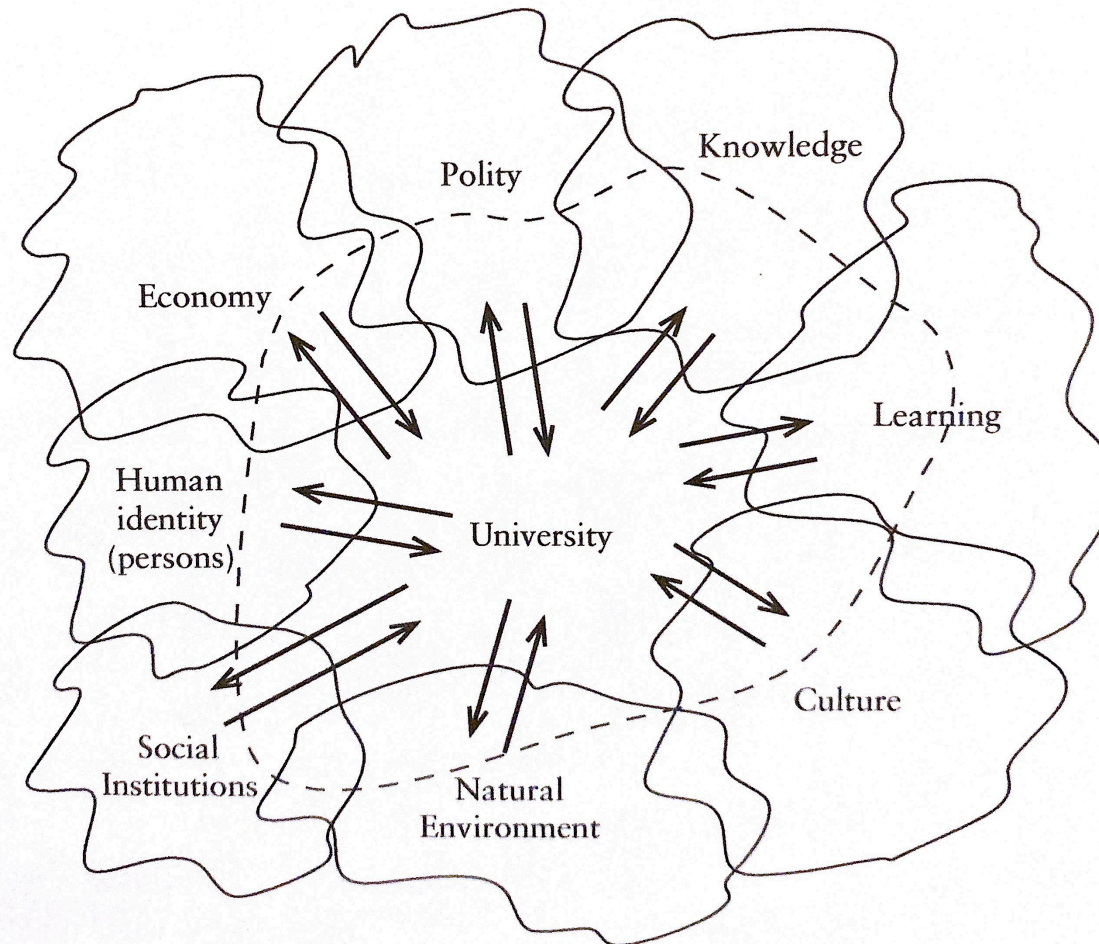 Knowledge
Polity
Economy
Learning
Human
identity
(persons)
University
Culture
Social
Institutions
Natural
Environment